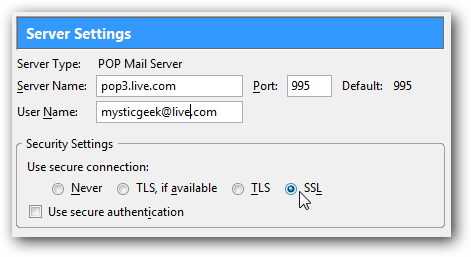 Server Settings
Server Type: POP Mail Server
Server Name: pop3.live.com Port: 995 Default: 995
User Name: mysticgeek@live.com
Security Settings
Use secure connection:
Never TLS, if available TLS SSL
Use secure authentication